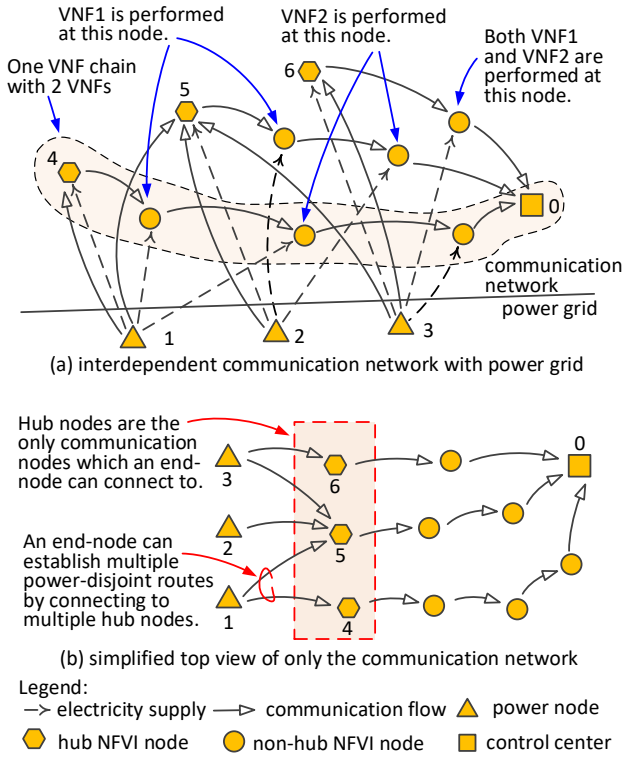 VNF1 is performed
at this node.
VNF2 is performed
at this node.
Both VNF1
and VNF2 are
performed at
this node.
One VNF chain
with 2 VNFs
6
5
4
0
communication
network
power grid
1
2
3
(a) interdependent communication network with power grid
Hub nodes are the
only communication
nodes which an end-
node can connect to.
An end-node can
establish multiple
power-disjoint routes
by connecting to
multiple hub nodes.
3
2
1
6
5
4
0
(b) simplified top view of only the communication network
Legend:
electricity supply
communication flow
power node
hub NFVI node
non-hub NFVI node
control center